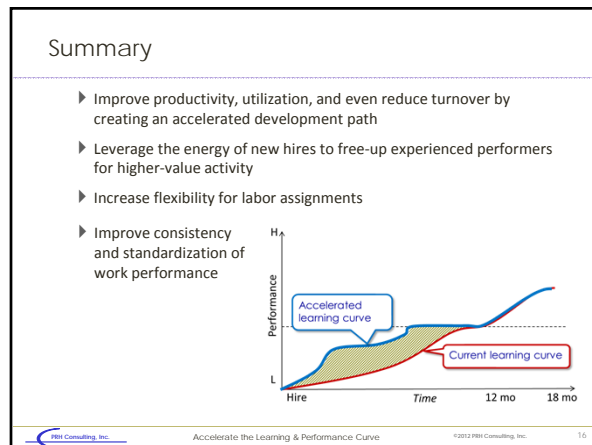 Summary
Improve productivity, utilization, and even reduce turnover by
creating an accelerated development path
Leverage the energy of new hires to free-up experienced performers
for higher-value activity
Increase flexibility for labor assignments
Improve consistency
and standardization of
work performance
H
Performance
L
Accelerated
learning curve
Current learning curve
Hire
Time
12 mo
18 mo
PRH Consulting, Inc.
Accelerate the Learning & Performance Curve
©2012 PRH Consulting, Inc.
16